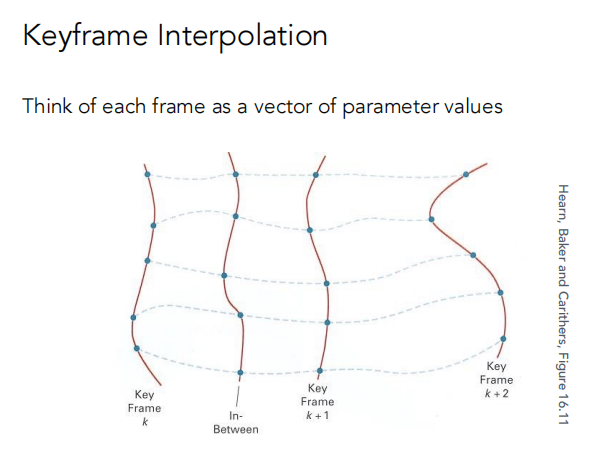 Keyframe Interpolation
Think of each frame as a vector of parameter values
Key
Frame
k
In-
Between
Key
Frame
k + 1
Key
Frame
k + 2
Hearn, Baker and Carithers, Figure 16.11